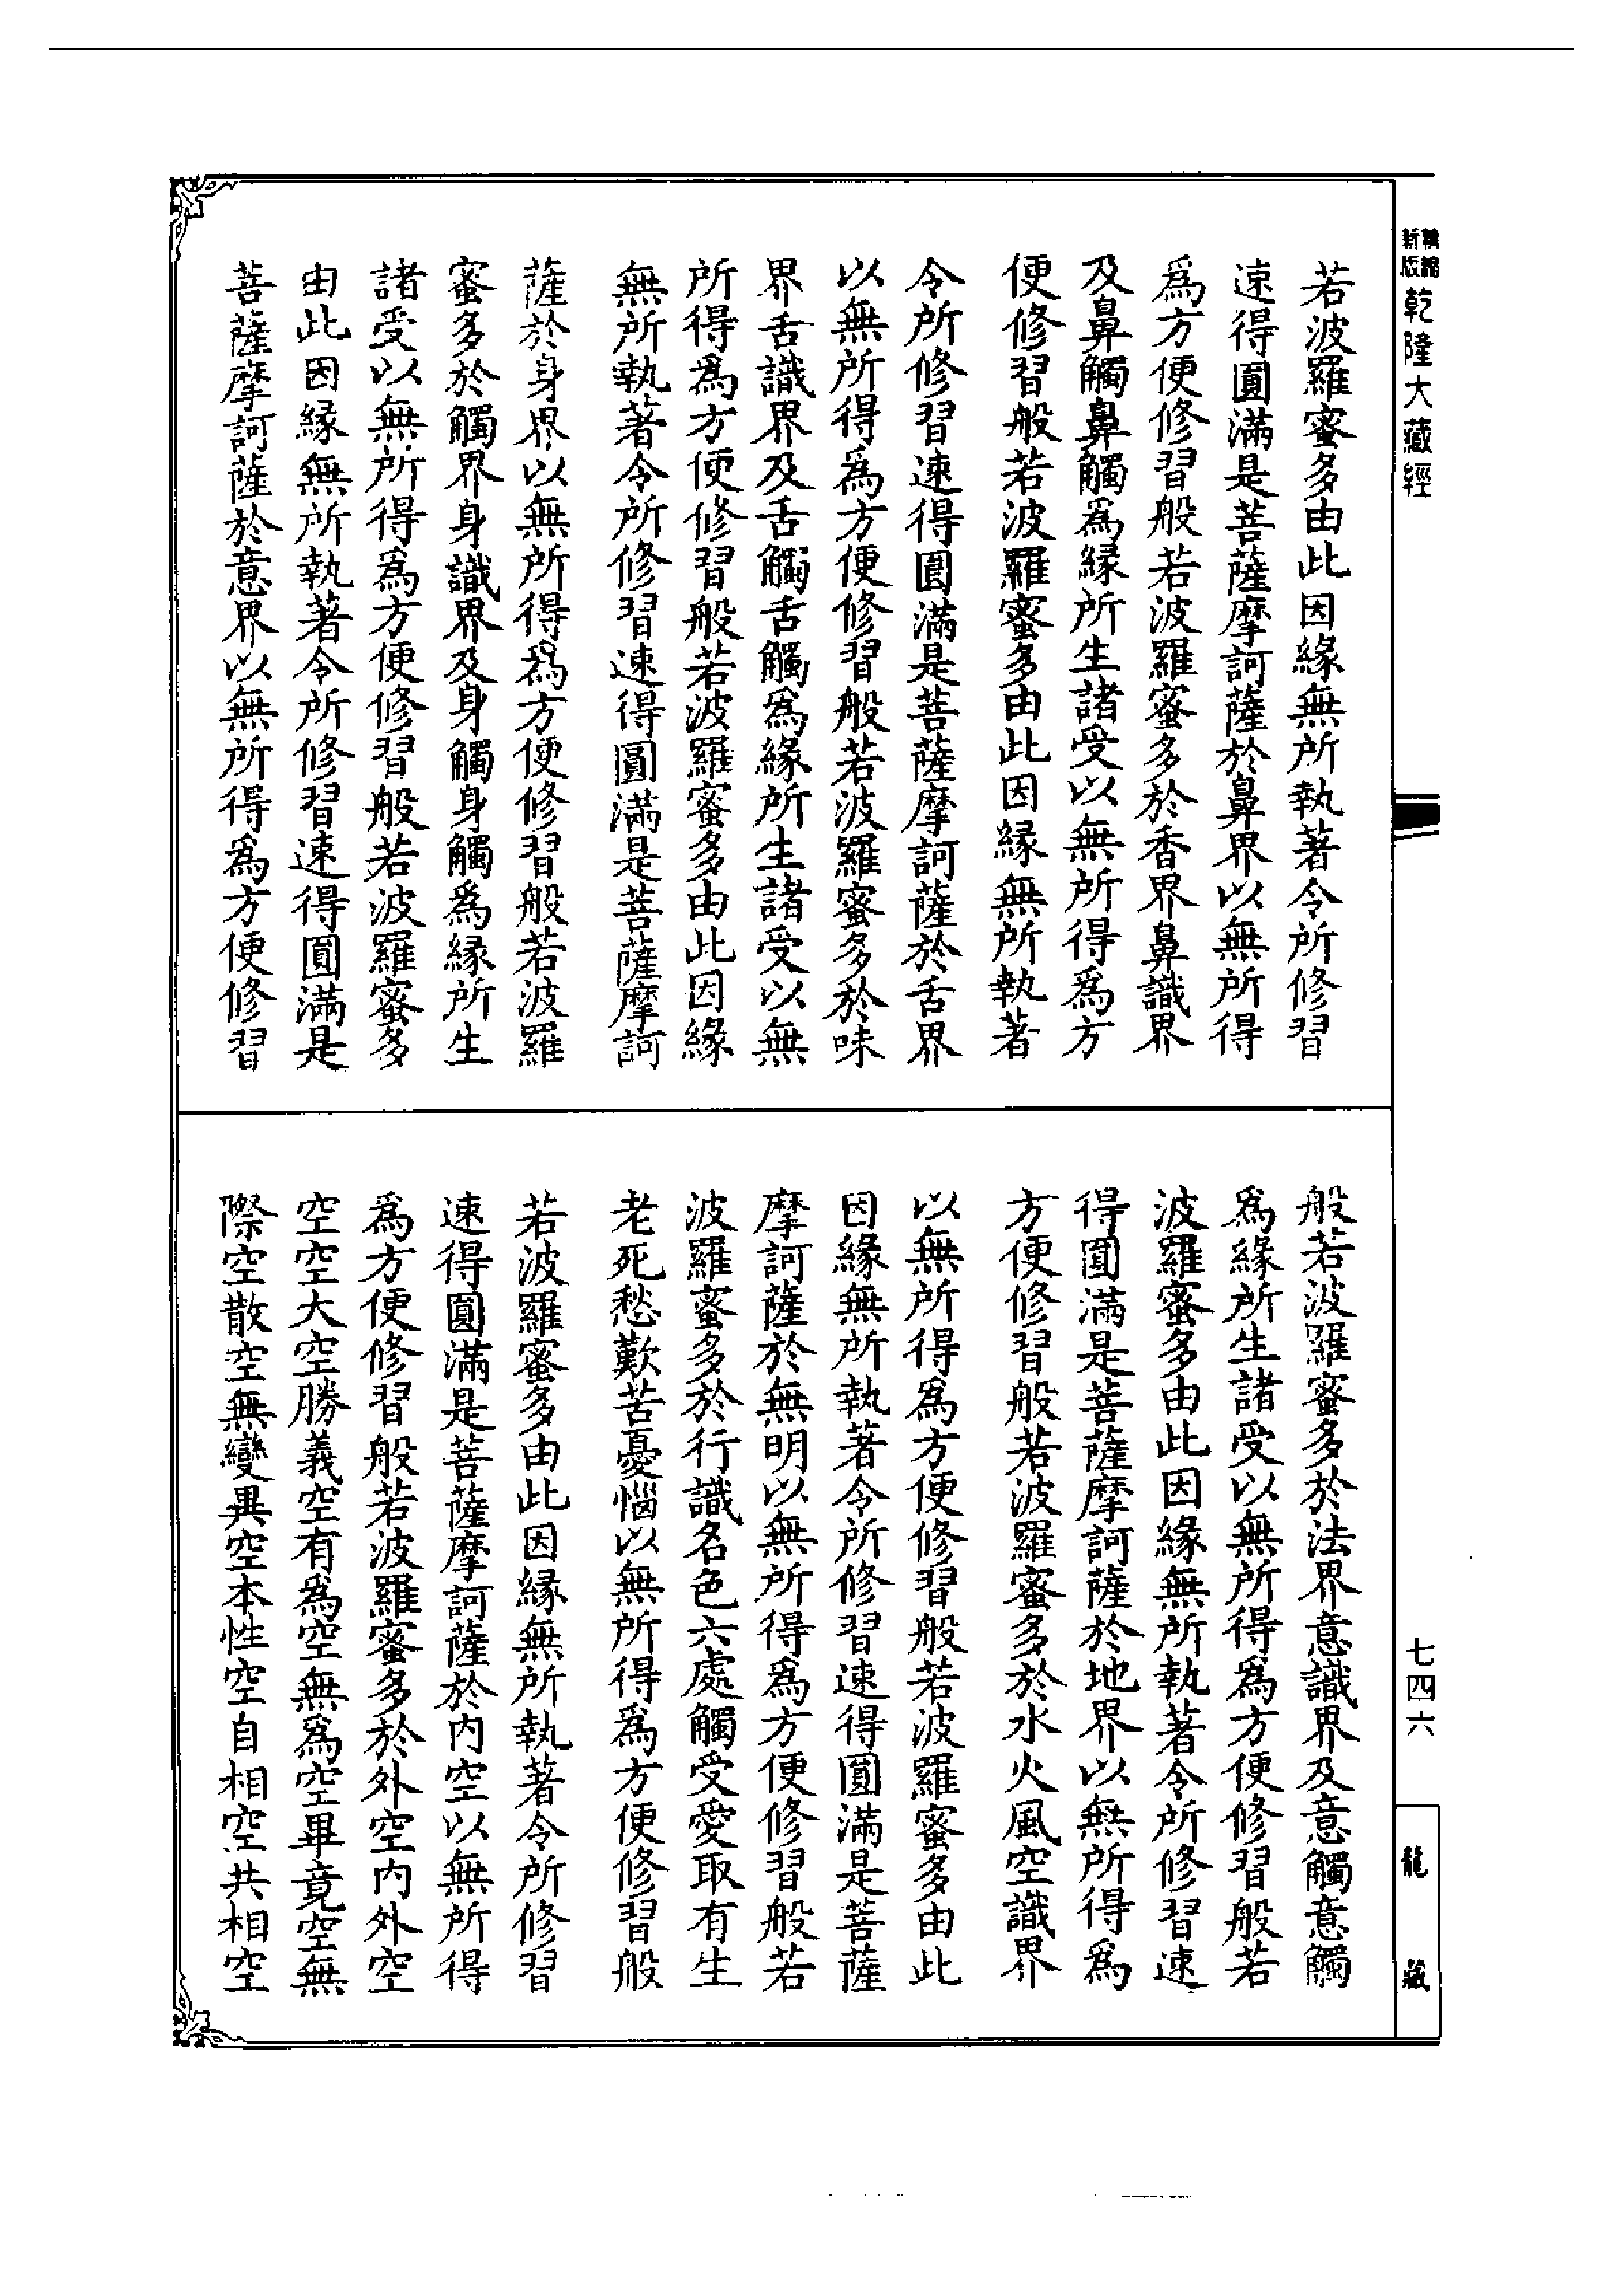 新版
乾隆大藏經
若波羅蜜多由此因緣無所執著令所修習
速得圓滿是菩薩摩訶薩於鼻界以無所得
爲方便修習般若波羅蜜多於香界鼻識界
及鼻觸鼻觸爲緣所生諸受以無所得爲方
便修習般若波羅蜜多由此因緣無所執著
令所修習速得圓滿是菩薩摩訶薩於舌界
以無所得爲方便修習般若波羅蜜多於味
界舌識界及舌觸舌觸爲緣所生諸受以無
所得爲方便修習般若波羅蜜多由此因緣
無所執著令所修習速得圓滿是菩薩摩訶
薩於身界以無所得爲方便修習般若波羅
蜜多於觸界身識界及身觸身觸爲緣所生
諸受以無所得爲方便修習般若波羅蜜多
由此因緣無所執著令所修習速得圓滿是
菩薩摩訶薩於意界以無所得爲方便修習
般若波羅蜜多於法界意識界及意觸意觸
爲緣所生諸受以無所得爲方便修習般若
波羅蜜多由此因緣無所執著令所修習速
得圓滿是菩薩摩訶薩於地界以無所得爲
方便修習般若波羅蜜多於水火風空識界
以無所得爲方便修習般若波羅蜜多由此
因緣無所執著令所修習速得圓滿是菩薩
摩訶薩於無明以無所得爲方便修習般若
波羅蜜多於行識名色六處觸受愛取有生
老死愁歎苦憂惱以無所得爲方便修習般
若波羅蜜多由此因緣無所執著令所修習
速得圓滿是菩薩摩訶薩於內空以無所得
爲方便修習般若波羅蜜多於外空內外空
空空大空勝義空有爲空無爲空畢竟空無
際空散空無變異空本性空自相空共相空
七四六
龍藏